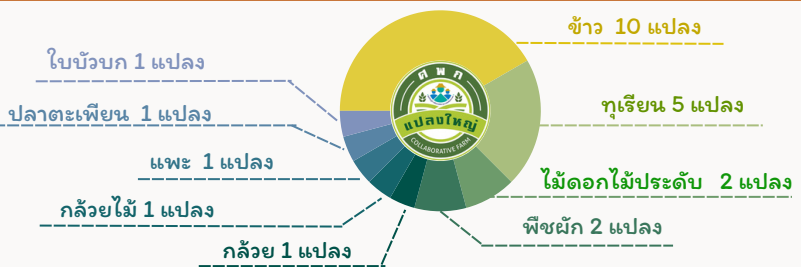 ข้าว 10 แปลง
ใบบัวบก 1 แปลง
ทุเรียน 5 แปลง
ปลาตะเพียน 1 แปลง
แพะ 1 แปลง
ไม้ดอกไม้ประดับ 2 แปลง
กล้วยไม้ 1 แปลง
พืชผัก 2 แปลง
กล้วย 1 แปลง
ศพก
แปลงใหญ่
COLLABORATIVE FARM